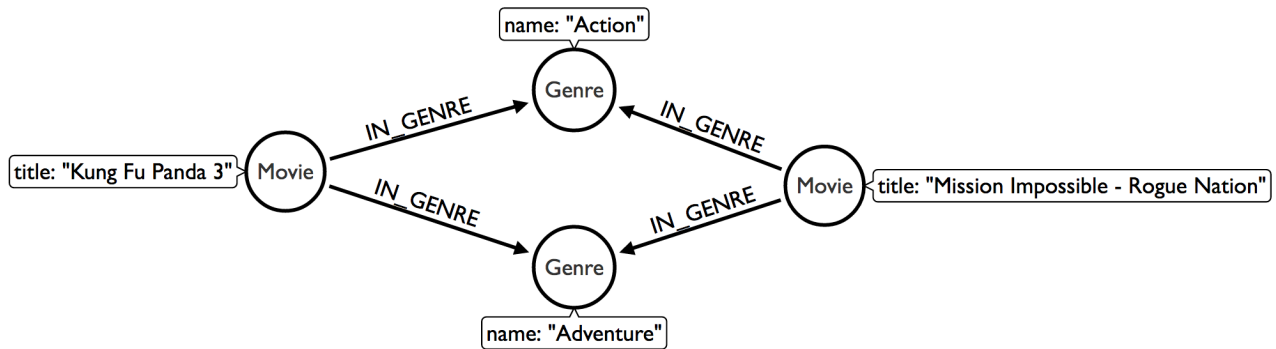 name: "Action"
Genre
IN_GENRE
IN_GENRE
title: "Kung Fu Panda 3"
Movie
Movie
title: "Mission Impossible - Rogue Nation"
IN_GENRE
IN_GENRE
Genre
name: "Adventure"